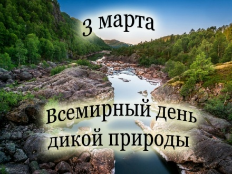 3 марта
Всемирный день
дикой природы